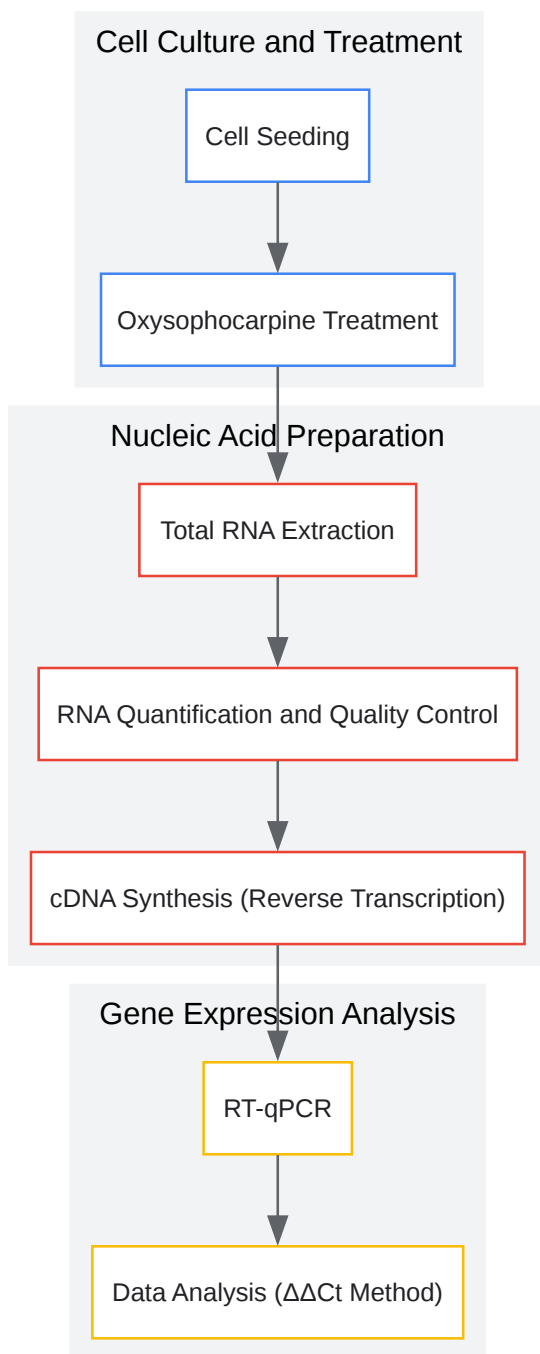 Cell Culture and Treatment
Cell Seeding
Oxysophocarpine Treatment
Nucleic Acid Preparation
Total RNA Extraction
RNA Quantification and Quality Control
cDNA Synthesis (Reverse Transcription)
Gene Expression Analysis
RT-qPCR
Data Analysis (ΔΔCt Method)